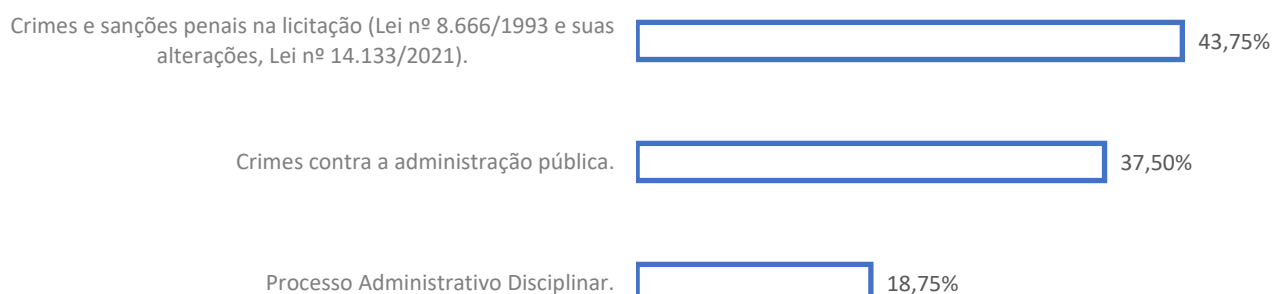 Crimes e sanções penais na licitação (Lei nº 8.666/1993 e suas
alterações, Lei nº 14.133/2021).
43,75%
Crimes contra a administração pública.
37,50%
Processo Administrativo Disciplinar.
18,75%